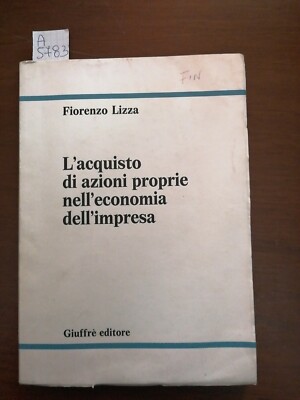 A
5783
F+N
Fiorenzo Lizza
L'acquisto
di azioni proprie
nell'economia
dell'impresa
Giuffrè editore